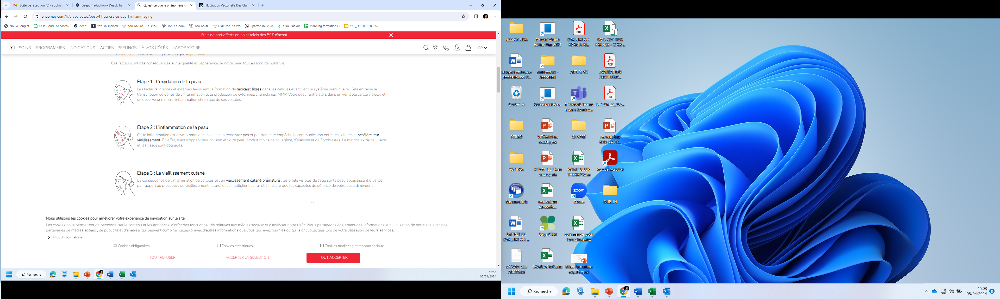 Boîte de réception (6) - sophie
DeepL Traduction – DeepL Tran
Qu'est-ce que le phénomène d
Illustration Vectorielle Des Char
eneomey.com/fr/a-vos-cotes/post/41-qu-est-ce-que-l-inflammaging
Nouvel onglet
Qlik Cloud | Services...
deepl
Yon-ka sparted
Yon-Ka Pro – Le site...
Yon-Ka .com
Yon-Ka .fr
EDIT Yon-Ka Pro
Sparted BO v2.0
Kumullus Air
Planning formations...
YKP_DISTRIBUTORS...
Frais de port offerts en point relais dès 59€ d'achat
SOINS PROGRAMMES INDICATIONS ACTIFS PEELINGS À VOS CÔTÉS LABORATOIRE
FR
- externes (aussi dits extrinsèques), tels que la pollution.
Ces facteurs ont des conséquences sur la qualité et l'apparence de notre peau tout au long de notre vie.
Étape 1 : L'oxydation de la peau
Les facteurs internes et externes favorisent la formation de radicaux libres dans les cellules et activent le système immunitaire. Cela entraine la
transcription de gênes de l'inflammation et la production de cytokines, chemokines, MMP. Votre peau rentre alors dans un véritable cercle vicieux, et
on observe une micro-inflammation chronique de ses cellules.
Étape 2 : L'inflammation de la peau
Cette inflammation est asymptomatique : vous ne la ressentez pas et pourtant elle empêche la communication entre les cellules et accélère leur
vieillissement. En effet, elles stoppent leur division et votre peau produit moins de collagène, d'élastine et de fibroblastes. La matrice extra-cellulaire
et les tissus sont dégradés.
Étape 3 : Le vieillissement cutané
La conséquence de l'inflammation de cellules est un vieillissement cutané prématuré : les effets visibles de l'âge sur la peau apparaissent plus tôt
par rapport au processus de vieillissement naturel et se multiplient au fur et à mesure que les capacités de défense de votre peau diminuent.
Nous utilisons les cookies pour améliorer votre expérience de navigation sur le site.
Les cookies nous permettent de personnaliser le contenu et les annonces, d'offrir des fonctionnalités relatives aux médias sociaux et d'analyser notre trafic. Nous partageons également des informations sur l'utilisation de notre site avec nos
partenaires de médias sociaux, de publicité et d'analyse, qui peuvent combiner celles-ci avec d'autres informations que vous leur avez fournies ou qu'ils ont collectées lors de votre utilisation de leurs services.
Plus d'informations
Cookies obligatoires
Cookies statistiques
Cookies marketing et réseaux sociaux
TOUT REFUSER
ACCEPTER LA SÉLECTION
TOUT ACCEPTER
Recherche
15:03
08/04/2024
JESSICA USA
Movavi Video
Editor Plus 2021
EVALUATION
FORMATRI...
CMD CDF BDC
FRANCE - CYCE ...
support entretien
professionnel 2...
scan-xerox -
Raccourci
ACTIFS YK
EVALUATION
EXCELLENC...
Corbeille
Screencast-O-...
Microsoft Teams
classic (work o...
DIPLOMES_202...
PERSO
VITAMIN en
cours.pptx
CHYPRE
Formatrices
YON-KA EX...
YON-KA
VITAMINE FR en
cours.pptx
POINT SLEEP
THERAPY.xlsx
Adobe Acrobat
Bureau Citrix
realisation
formatio...
zoom
Zoom
DUBLIN
ENTRETIEN
EVALUATION ...
Sage CRM
commande pour
formation.xlsx
MOVAVI CLE
ACCES.txt
EVALUATION.xlsx
Bilan formation
export.pptx
Recherche
15:03
08/04/2024
8